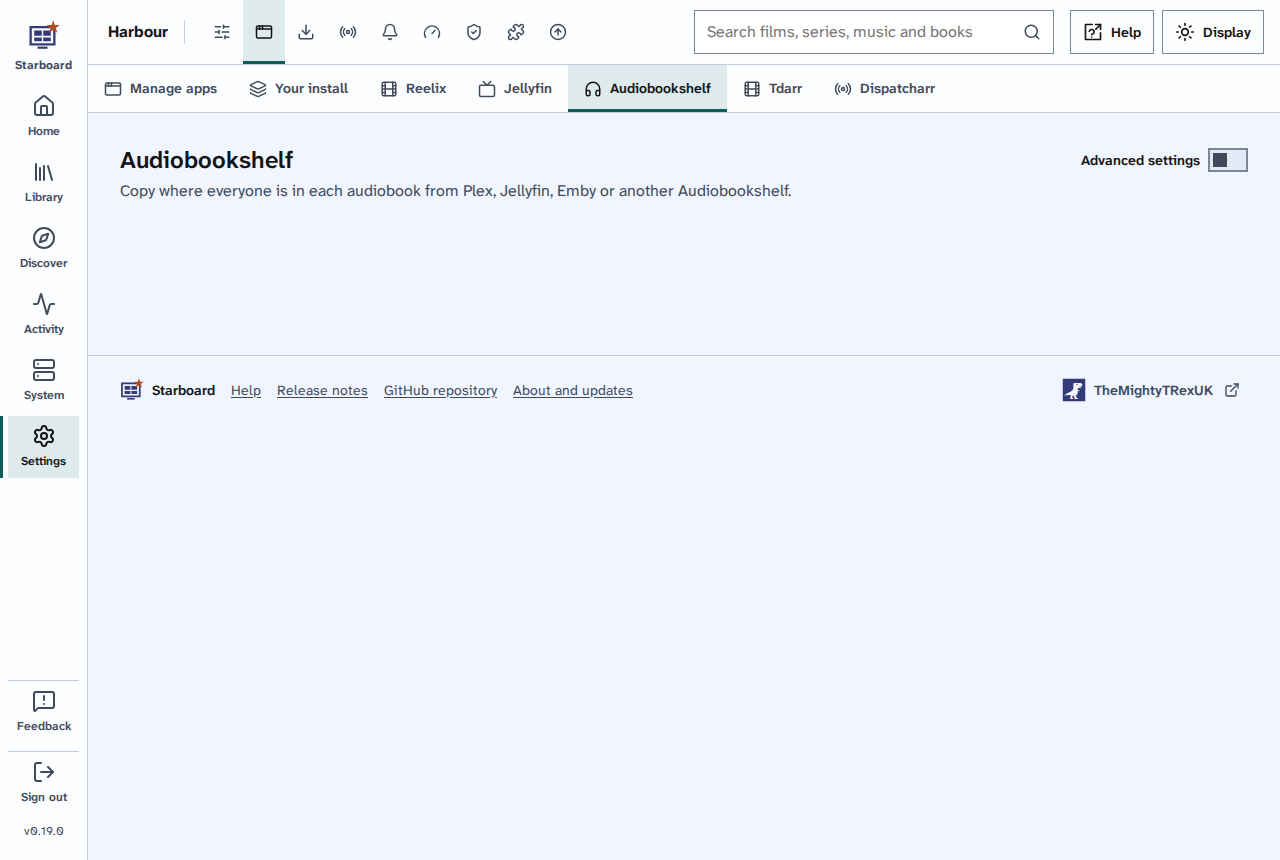 Starboard
Home
Library
Discover
Activity
System
Settings
Feedback
Sign out
v0.19.0
Harbour
Search films, series, music and books
Help
Display
Manage apps
Your install
Reelix
Jellyfin
Audiobookshelf
Tdarr
Dispatcharr
Audiobookshelf
Advanced settings
Copy where everyone is in each audiobook from Plex, Jellyfin, Emby or another Audiobookshelf.
Starboard
Help
Release notes
GitHub repository
About and updates
TheMightyTRexUK